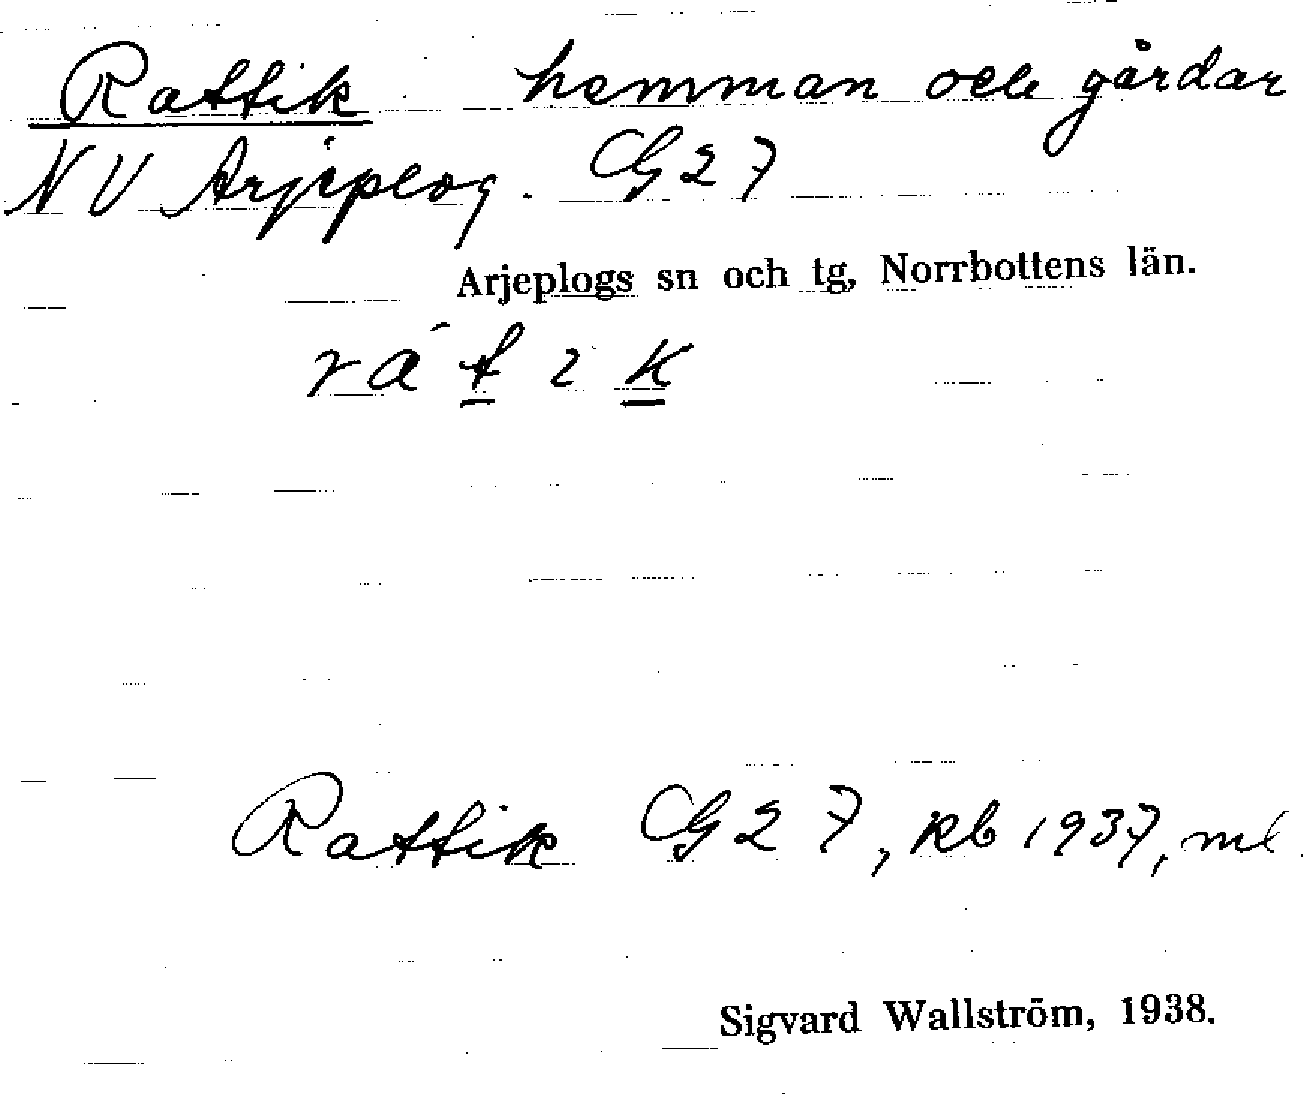 Rattik hemman och gårdar
NV Arjeplog. G27
Arjeplogs sn och tg, Norrbottens län.
rátik
Rattik G27, kb 1937, ml.
Sigvard Wallström, 1938.